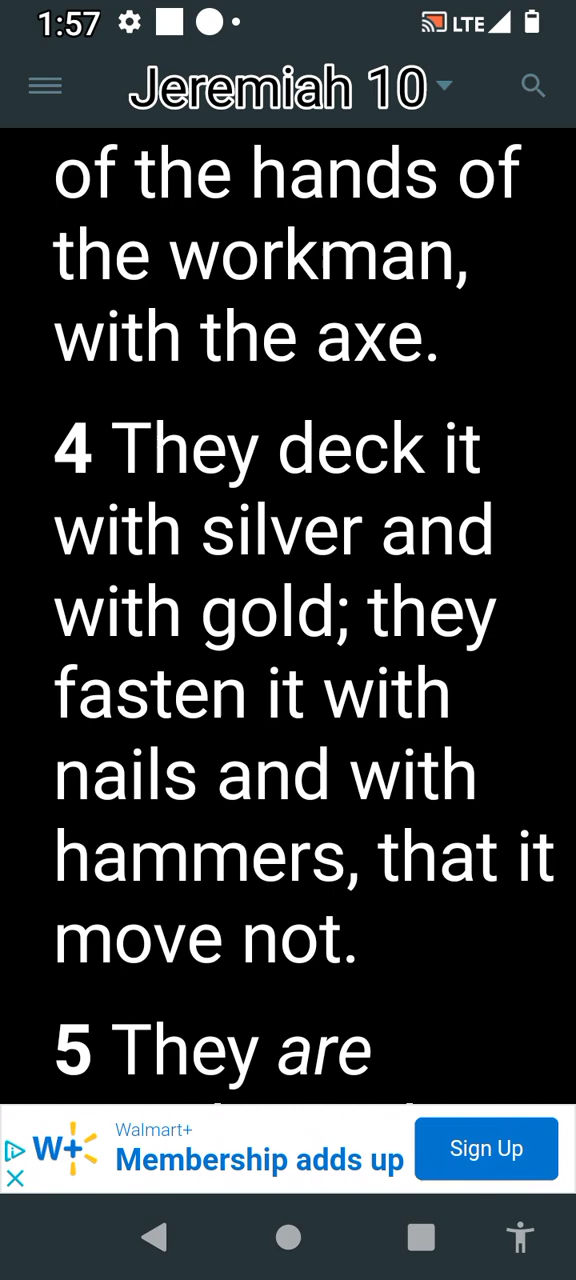 1:57 LTE
Jeremiah 10
of the hands of
the workman,
with the axe.
4 They deck it
with silver and
with gold; they
fasten it with
nails and with
hammers, that it
move not.
5 They are
W+
Walmart+
Membership adds up
Sign Up